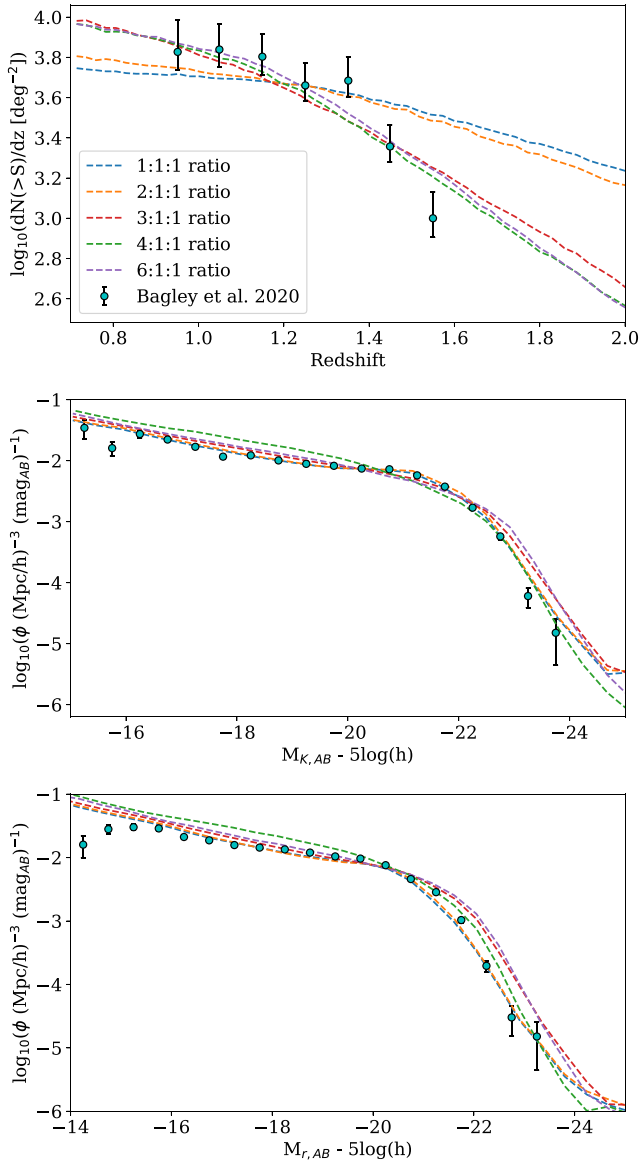 4.0
3.8
3.6
3.4
3.2
3.0
2.8
2.6
log₁₀(dN(>S)/dz [deg⁻²])
1:1:1 ratio
2:1:1 ratio
3:1:1 ratio
4:1:1 ratio
6:1:1 ratio
Bagley et al. 2020
0.8 1.0 1.2 1.4 1.6 1.8 2.0
Redshift
−1
−2
−3
−4
−5
−6
log₁₀(ϕ (Mpc/h)⁻³ (mag_AB)⁻¹)
−16 −18 −20 −22 −24
M_K,AB - 5log(h)
−1
−2
−3
−4
−5
−6
log₁₀(ϕ (Mpc/h)⁻³ (mag_AB)⁻¹)
−14 −16 −18 −20 −22 −24
M_r,AB - 5log(h)